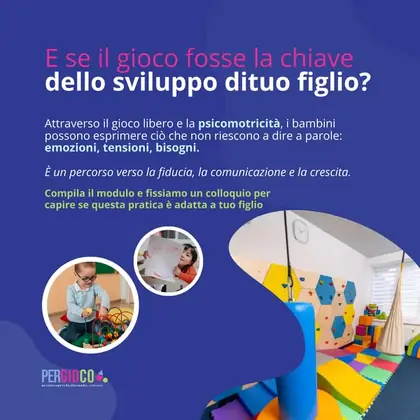 E se il gioco fosse la chiave
dello sviluppo dituo figlio?
Attraverso il gioco libero e la psicomotricità, i bambini
possono esprimere ciò che non riescono a dire a parole:
emozioni, tensioni, bisogni.
È un percorso verso la fiducia, la comunicazione e la crescita.
Compila il modulo e fissiamo un colloquio per
capire se questa pratica è adatta a tuo figlio
PERGIOCO